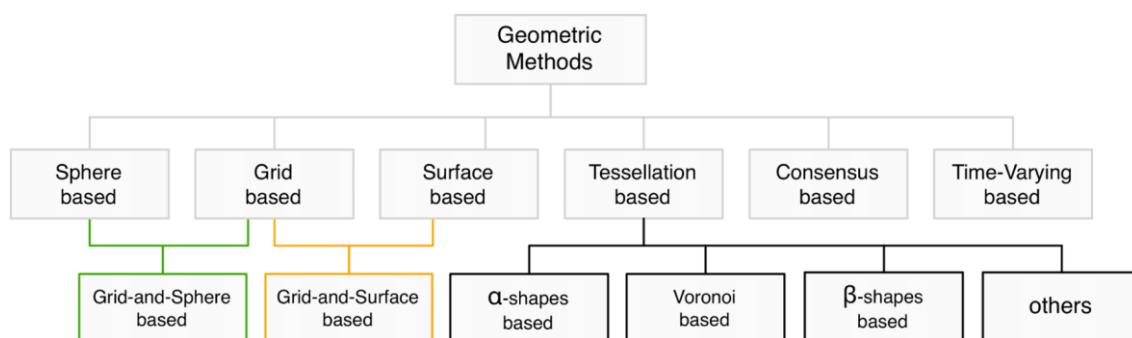 Geometric
Methods
Sphere
based
Grid
based
Surface
based
Tessellation
based
Consensus
based
Time-Varying
based
Grid-and-Sphere
based
Grid-and-Surface
based
α-shapes
based
Voronoi
based
β-shapes
based
others